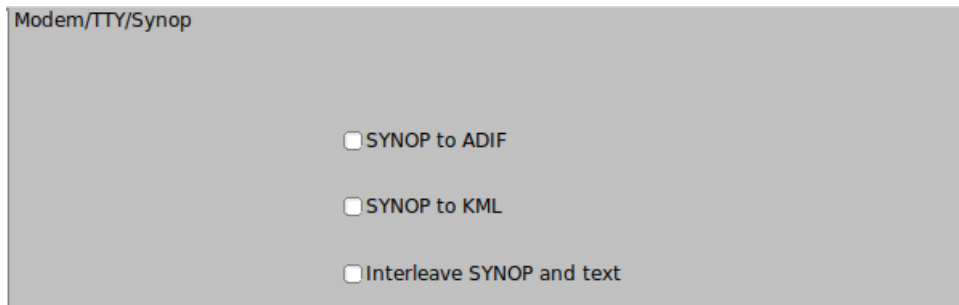 Modem/TTY/Synop
SYNOP to ADIF
SYNOP to KML
Interleave SYNOP and text